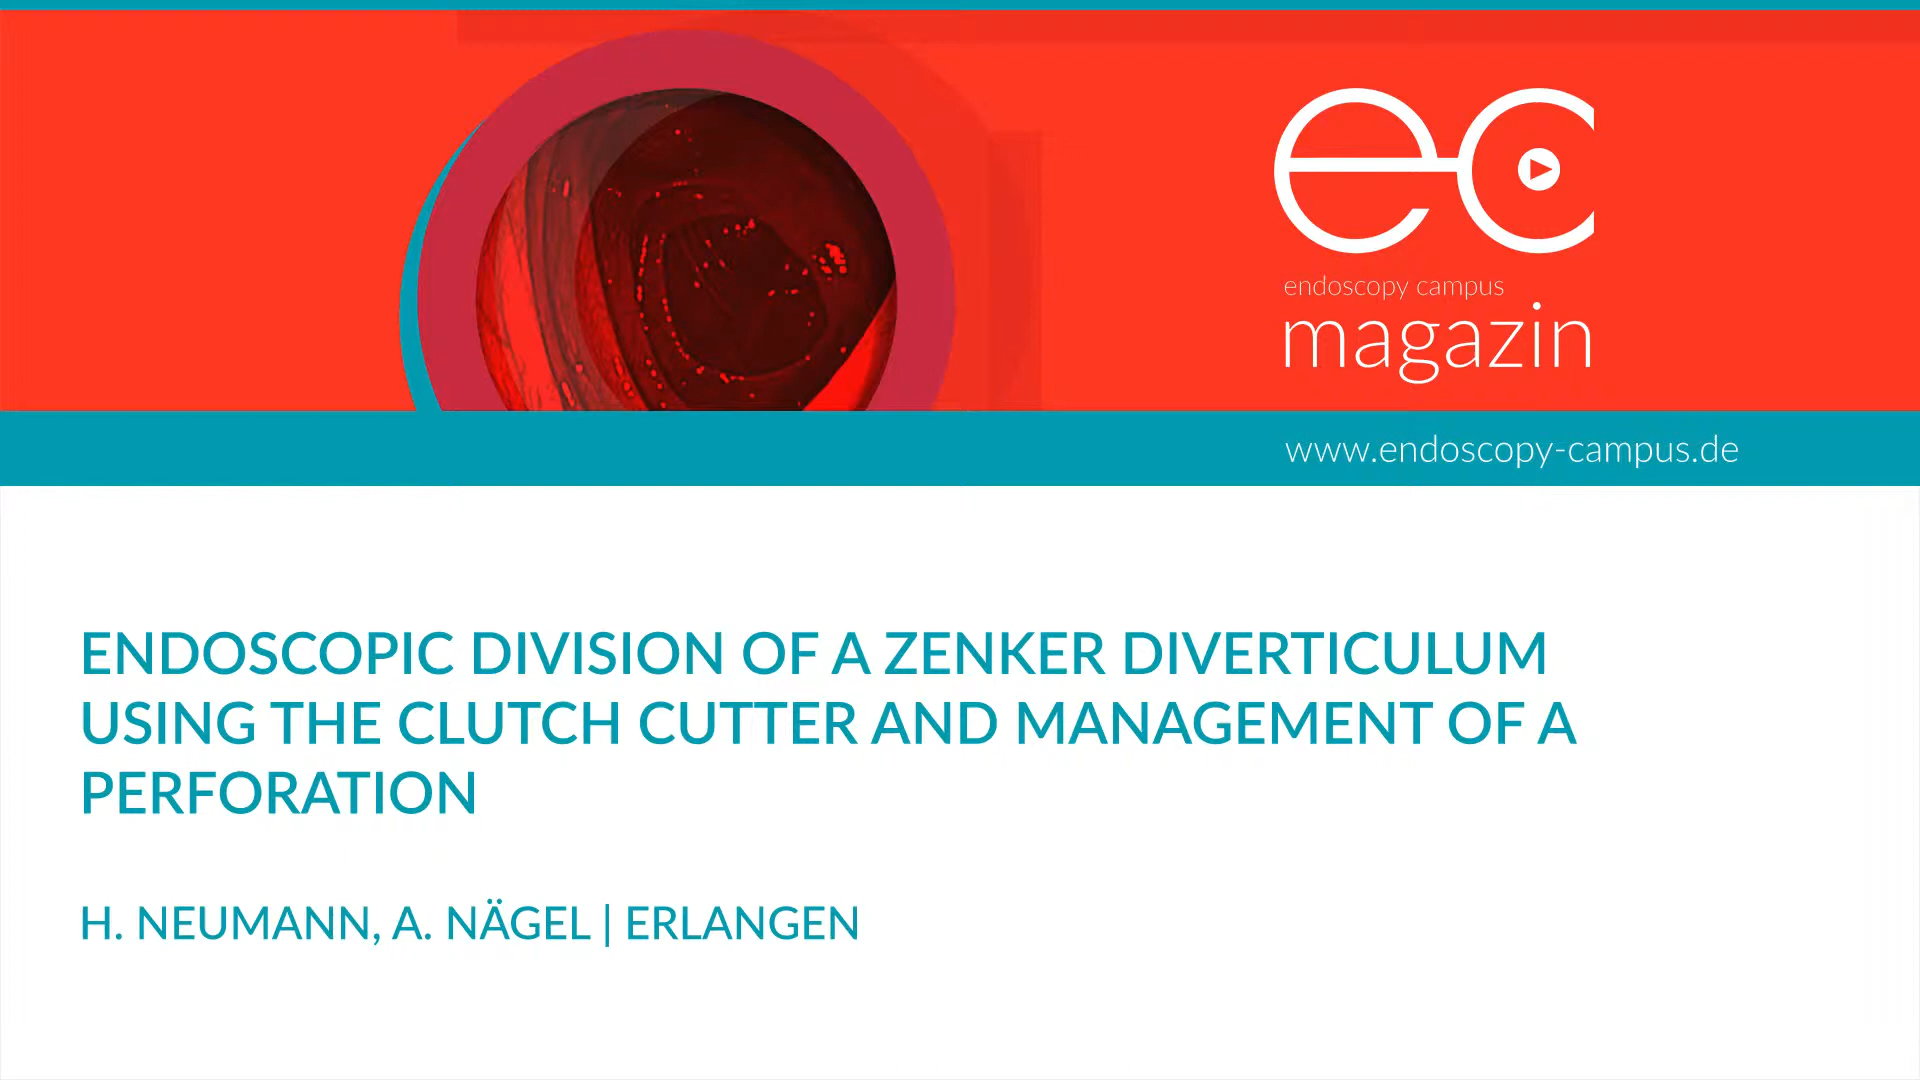 ec
endoscopy campus
magazin
www.endoscopy-campus.de
ENDOSCOPIC DIVISION OF A ZENKER DIVERTICULUM
USING THE CLUTCH CUTTER AND MANAGEMENT OF A
PERFORATION
H. NEUMANN, A. NÄGEL | ERLANGEN